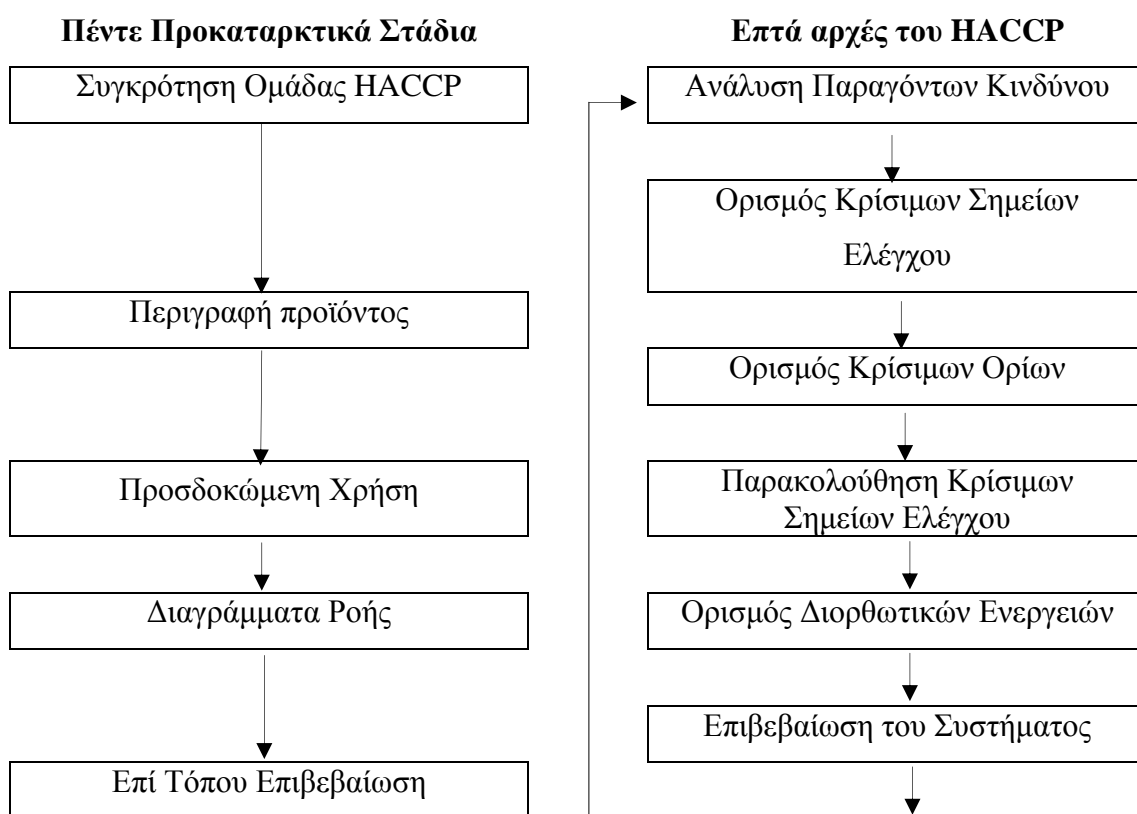 Πέντε Προκαταρκτικά Στάδια
Συγκρότηση Ομάδας HACCP
Περιγραφή προϊόντος
Προσδοκώμενη Χρήση
Διαγράμματα Ροής
Επί Τόπου Επιβεβαίωση
Επτά αρχές του HACCP
Ανάλυση Παραγόντων Κινδύνου
Ορισμός Κρίσιμων Σημείων
Ελέγχου
Ορισμός Κρίσιμων Ορίων
Παρακολούθηση Κρίσιμων
Σημείων Ελέγχου
Ορισμός Διορθωτικών Ενεργειών
Επιβεβαίωση του Συστήματος